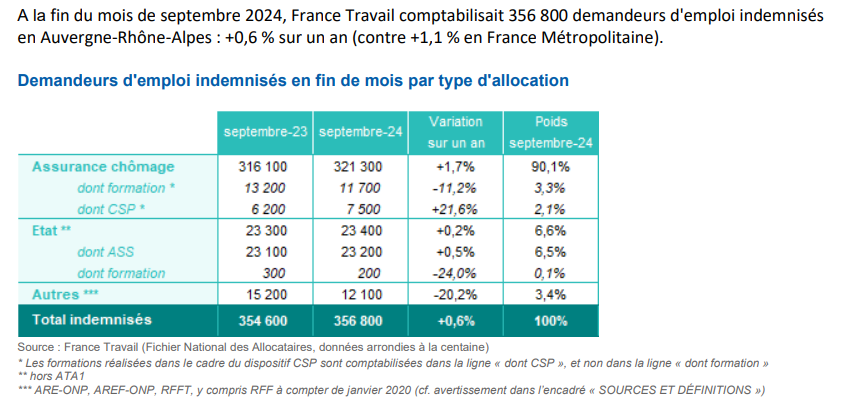 A la fin du mois de septembre 2024, France Travail comptabilisait 356 800 demandeurs d'emploi indemnisés
en Auvergne-Rhône-Alpes : +0,6 % sur un an (contre +1,1 % en France Métropolitaine).
Demandeurs d'emploi indemnisés en fin de mois par type d'allocation
septembre-23 septembre-24 Variation sur un an Poids septembre-24
Assurance chômage 316 100 321 300 +1,7% 90,1%
dont formation * 13 200 11 700 -11,2% 3,3%
dont CSP * 6 200 7 500 +21,6% 2,1%
Etat ** 23 300 23 400 +0,2% 6,6%
dont ASS 23 100 23 200 +0,5% 6,5%
dont formation 300 200 -24,0% 0,1%
Autres *** 15 200 12 100 -20,2% 3,4%
Total indemnisés 354 600 356 800 +0,6% 100%
Source : France Travail (Fichier National des Allocataires, données arrondies à la centaine)
* Les formations réalisées dans le cadre du dispositif CSP sont comptabilisées dans la ligne « dont CSP », et non dans la ligne « dont formation »
** hors ATA1
*** ARE-ONP, AREF-ONP, RFFT, y compris RFF à compter de janvier 2020 (cf. avertissement dans l'encadré « SOURCES ET DÉFINITIONS »)